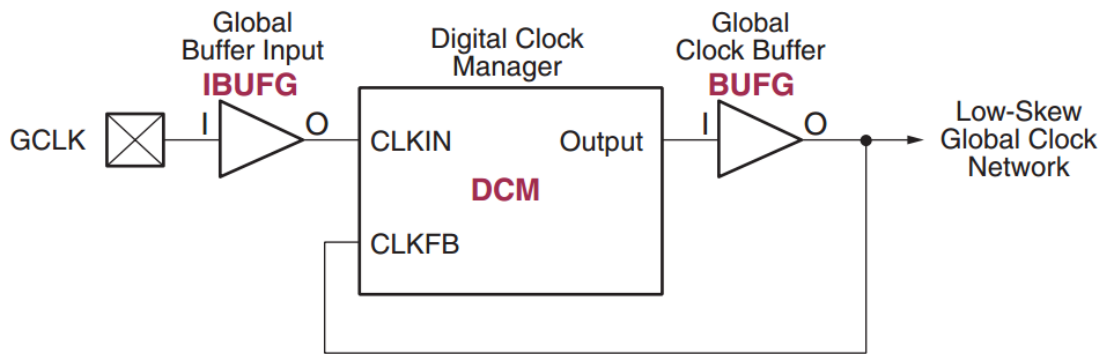 Global
Buffer Input
IBUFG
Digital Clock
Manager
Global
Clock Buffer
BUFG
GCLK
I
O
CLKIN
Output
I
O
Low-Skew
Global Clock
Network
DCM
CLKFB